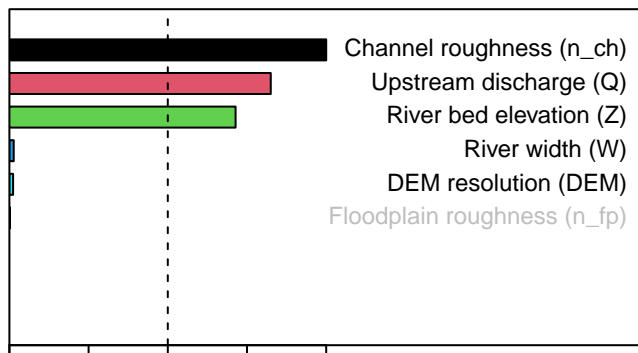 Channel roughness (n_ch)
Upstream discharge (Q)
River bed elevation (Z)
River width (W)
DEM resolution (DEM)
Floodplain roughness (n_fp)